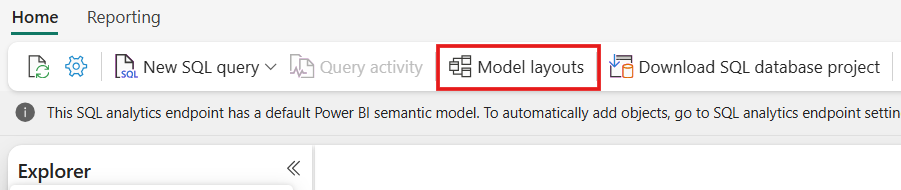 Home Reporting
SQL New SQL query Query activity Model layouts Download SQL database project
This SQL analytics endpoint has a default Power BI semantic model. To automatically add objects, go to SQL analytics endpoint settin
Explorer